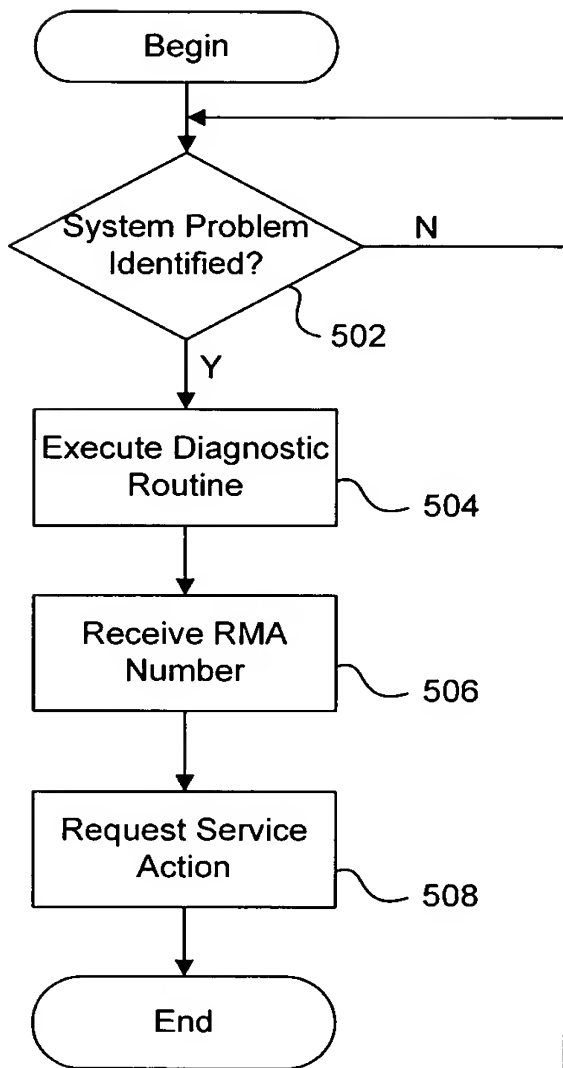 Begin
System Problem
Identified?
N
502
Y
Execute Diagnostic
Routine
504
Receive RMA
Number
506
Request Service
Action
508
End